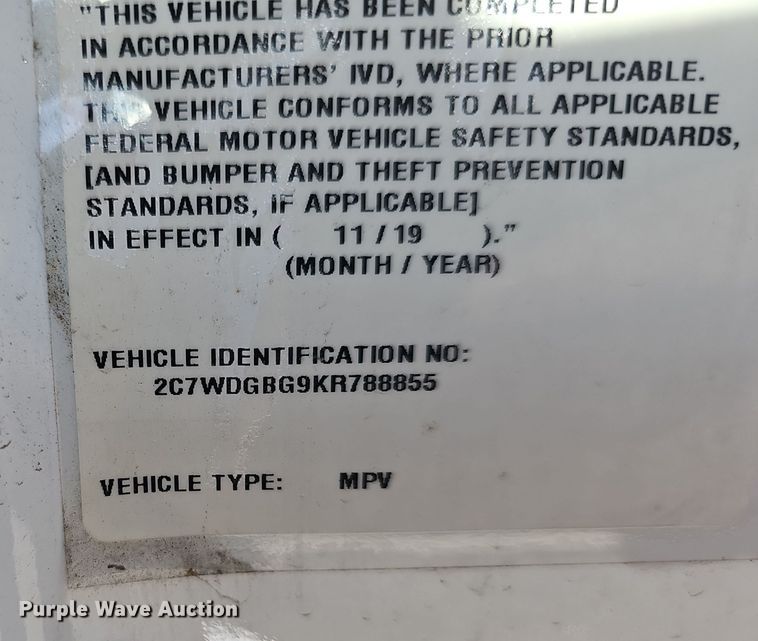 "THIS VEHICLE HAS BEEN COMPLETED
IN ACCORDANCE WITH THE PRIOR
MANUFACTURERS' IVD, WHERE APPLICABLE.
THIS VEHICLE CONFORMS TO ALL APPLICABLE
FEDERAL MOTOR VEHICLE SAFETY STANDARDS,
[AND BUMPER AND THEFT PREVENTION
STANDARDS, IF APPLICABLE]
IN EFFECT IN ( 11 / 19 )."
(MONTH / YEAR)
VEHICLE IDENTIFICATION NO:
2C7WDGBG9KR788855
VEHICLE TYPE: MPV
Purple Wave Auction